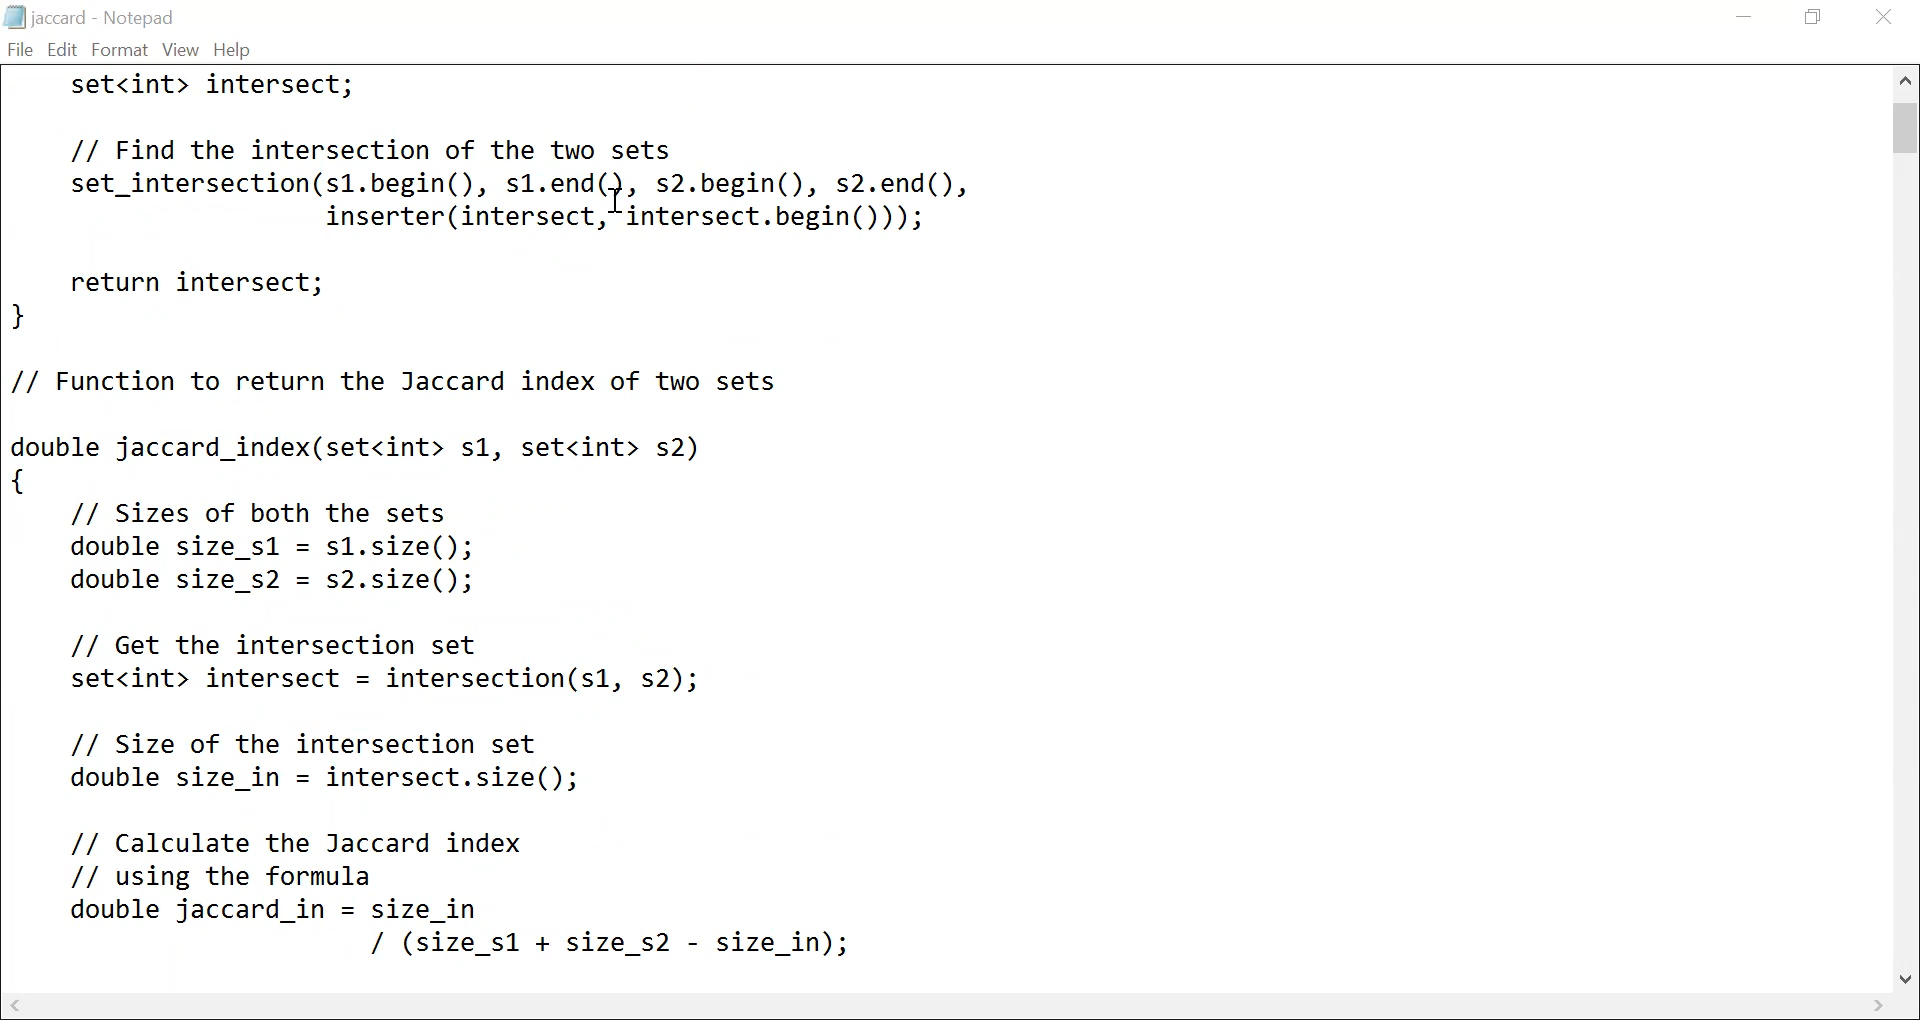 jaccard - Notepad
File Edit Format View Help
    set<int> intersect;

    // Find the intersection of the two sets
    set_intersection(s1.begin(), s1.end(), s2.begin(), s2.end(),
                     inserter(intersect, intersect.begin()));

    return intersect;
}

// Function to return the Jaccard index of two sets

double jaccard_index(set<int> s1, set<int> s2)
{
    // Sizes of both the sets
    double size_s1 = s1.size();
    double size_s2 = s2.size();

    // Get the intersection set
    set<int> intersect = intersection(s1, s2);

    // Size of the intersection set
    double size_in = intersect.size();

    // Calculate the Jaccard index
    // using the formula
    double jaccard_in = size_in
                        / (size_s1 + size_s2 - size_in);